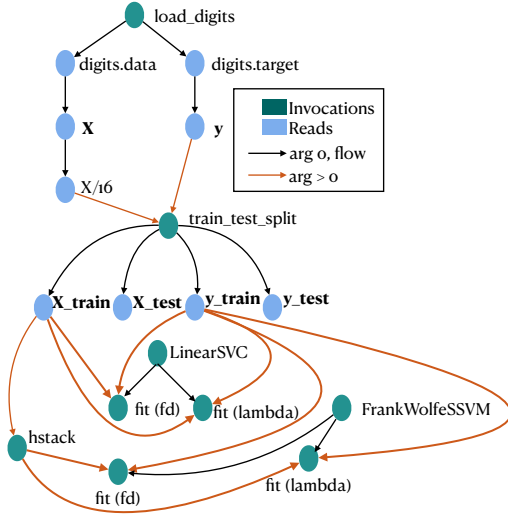 load_digits
digits.data
digits.target
Invocations
Reads
arg 0, flow
arg > 0
X
y
X/16
train_test_split
X_train
X_test
y_train
y_test
LinearSVC
fit (fd)
fit (lambda)
FrankWolfeSSVM
hstack
fit (fd)
fit (lambda)